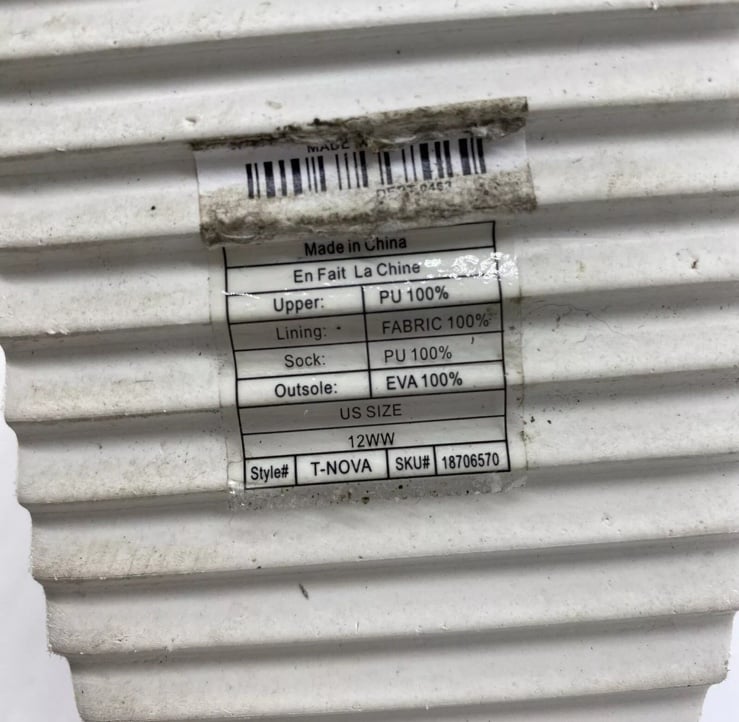 MADE
Made in China
En Fait La Chine
Upper: PU 100%
Lining: FABRIC 100%
Sock: PU 100%
Outsole: EVA 100%
US SIZE
12WW
Style# T-NOVA SKU# 18706570